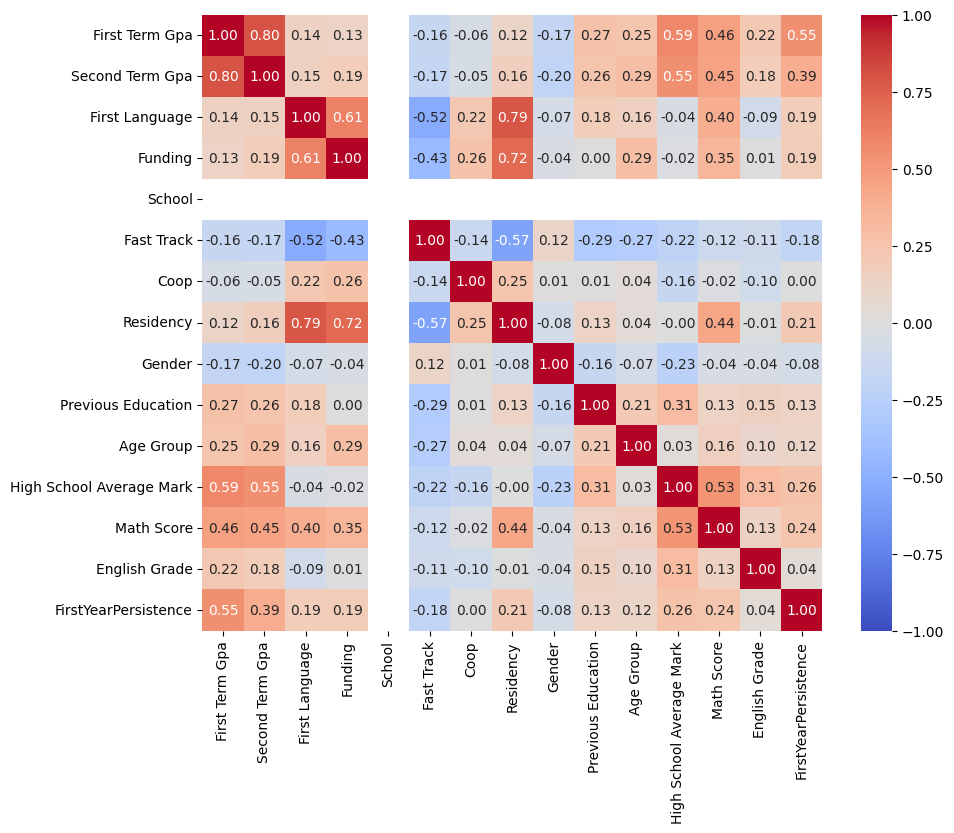 First Term Gpa 1.00 0.80 0.14 0.13 -0.16 -0.06 0.12 -0.17 0.27 0.25 0.59 0.46 0.22 0.55
Second Term Gpa 0.80 1.00 0.15 0.19 -0.17 -0.05 0.16 -0.20 0.26 0.29 0.55 0.45 0.18 0.39
First Language 0.14 0.15 1.00 0.61 -0.52 0.22 0.79 -0.07 0.18 0.16 -0.04 0.40 -0.09 0.19
Funding 0.13 0.19 0.61 1.00 -0.43 0.26 0.72 -0.04 0.00 0.29 -0.02 0.35 0.01 0.19
School
Fast Track -0.16 -0.17 -0.52 -0.43 1.00 -0.14 -0.57 0.12 -0.29 -0.27 -0.22 -0.12 -0.11 -0.18
Coop -0.06 -0.05 0.22 0.26 -0.14 1.00 0.25 0.01 0.01 0.04 -0.16 -0.02 -0.10 0.00
Residency 0.12 0.16 0.79 0.72 -0.57 0.25 1.00 -0.08 0.13 0.04 -0.00 0.44 -0.01 0.21
Gender -0.17 -0.20 -0.07 -0.04 0.12 0.01 -0.08 1.00 -0.16 -0.07 -0.23 -0.04 -0.04 -0.08
Previous Education 0.27 0.26 0.18 0.00 -0.29 0.01 0.13 -0.16 1.00 0.21 0.31 0.13 0.15 0.13
Age Group 0.25 0.29 0.16 0.29 -0.27 0.04 0.04 -0.07 0.21 1.00 0.03 0.16 0.10 0.12
High School Average Mark 0.59 0.55 -0.04 -0.02 -0.22 -0.16 -0.00 -0.23 0.31 0.03 1.00 0.53 0.31 0.26
Math Score 0.46 0.45 0.40 0.35 -0.12 -0.02 0.44 -0.04 0.13 0.16 0.53 1.00 0.13 0.24
English Grade 0.22 0.18 -0.09 0.01 -0.11 -0.10 -0.01 -0.04 0.15 0.10 0.31 0.13 1.00 0.04
FirstYearPersistence 0.55 0.39 0.19 0.19 -0.18 0.00 0.21 -0.08 0.13 0.12 0.26 0.24 0.04 1.00
First Term Gpa
Second Term Gpa
First Language
Funding
School
Fast Track
Coop
Residency
Gender
Previous Education
Age Group
High School Average Mark
Math Score
English Grade
FirstYearPersistence
1.00
0.75
0.50
0.25
0.00
−0.25
−0.50
−0.75
−1.00